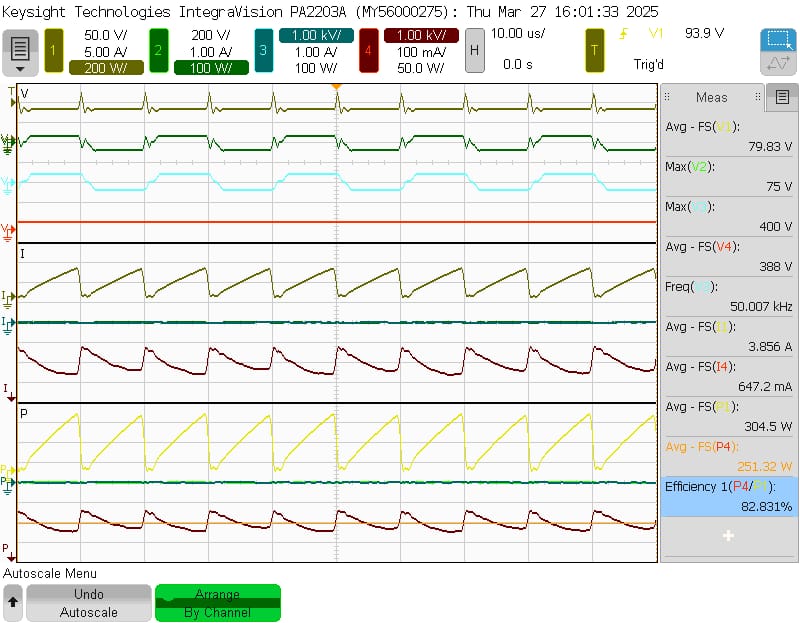 Keysight Technologies IntegraVision PA2203A (MY56000275): Thu Mar 27 16:01:33 2025
1 50.0 V/ 5.00 A/ 200 W/
2 200 V/ 1.00 A/ 100 W/
3 1.00 kV/ 1.00 A/ 100 W/
4 1.00 kV/ 100 mA/ 50.0 W/
H 10.00 us/ 0.0 s
T V1 93.9 V Trig'd
Meas
Avg - FS(V1):
79.83 V
Max(V2):
75 V
Max(V3):
400 V
Avg - FS(V4):
388 V
Freq(V3):
50.007 kHz
Avg - FS(I1):
3.856 A
Avg - FS(I4):
647.2 mA
Avg - FS(P1):
304.5 W
Avg - FS(P4):
251.32 W
Efficiency 1(P4/P1):
82.831%
+
T
V
V
V
V
I
I
I
I
P
P
P
P
Autoscale Menu
Undo
Autoscale
Arrange
By Channel